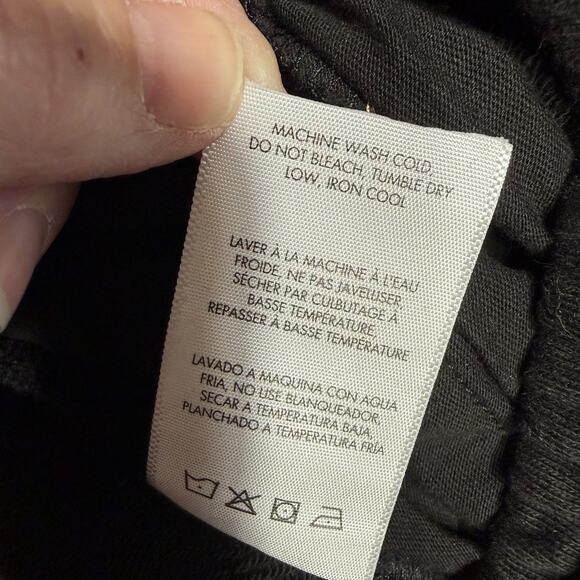 MACHINE WASH COLD,
DO NOT BLEACH, TUMBLE DRY
LOW, IRON COOL
LAVER À LA MACHINE À L'EAU
FROIDE, NE PAS JAVELLISER
SÉCHER PAR CULBUTAGE À
BASSE TEMPÉRATURE
REPASSER À BASSE TEMPÉRATURE
LAVADO A MAQUINA CON AGUA
FRIA, NO USE BLANQUEADOR,
SECAR A TEMPERATURA BAJA,
PLANCHADO A TEMPERATURA FRÍA